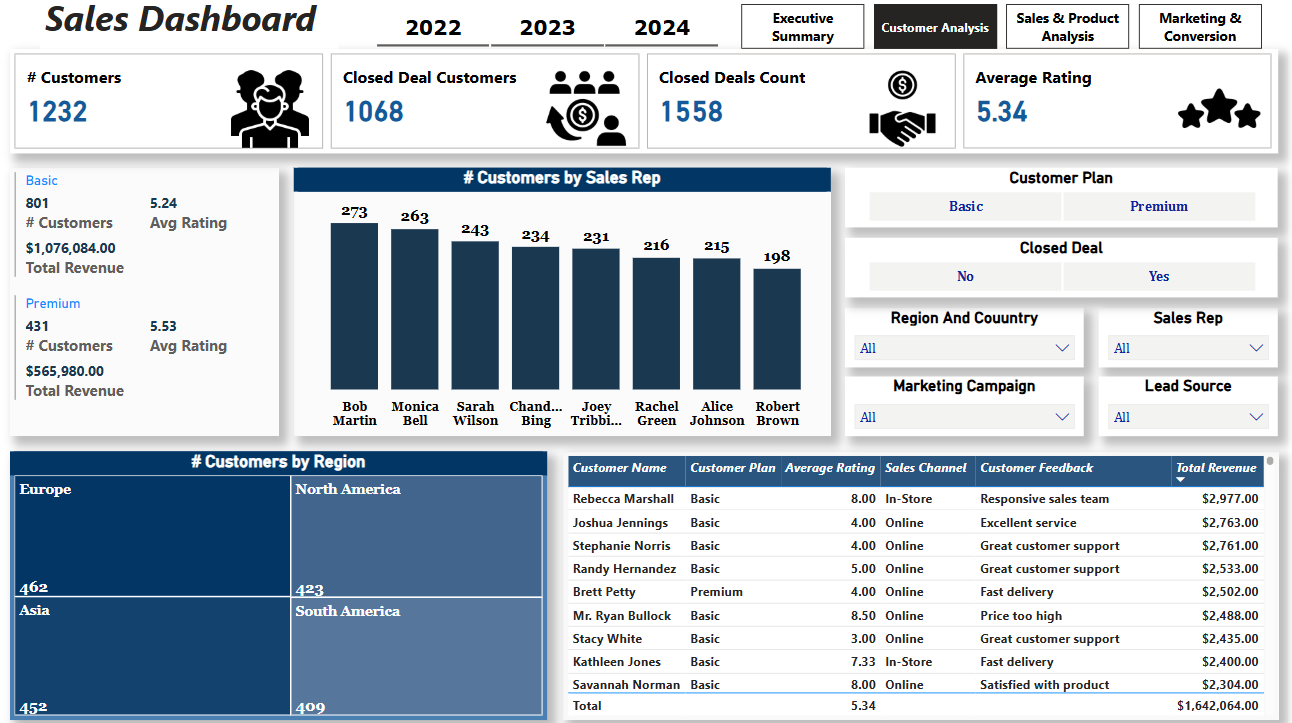 Sales Dashboard
2022 2023 2024
Executive Summary
Customer Analysis
Sales & Product Analysis
Marketing & Conversion
# Customers
1232
Closed Deal Customers
1068
Closed Deals Count
1558
Average Rating
5.34
Basic
801 5.24
# Customers Avg Rating
$1,076,084.00
Total Revenue
Premium
431 5.53
# Customers Avg Rating
$565,980.00
Total Revenue
# Customers by Sales Rep
273 263 243 234 231 216 215 198
Bob Monica Sarah Chand... Joey Rachel Alice Robert
Martin Bell Wilson Bing Tribbi... Green Johnson Brown
Customer Plan
Basic Premium
Closed Deal
No Yes
Region And Couuntry
All
Sales Rep
All
Marketing Campaign
All
Lead Source
All
# Customers by Region
Europe
462
North America
423
Asia
452
South America
409
Customer Name Customer Plan Average Rating Sales Channel Customer Feedback Total Revenue
Rebecca Marshall Basic 8.00 In-Store Responsive sales team $2,977.00
Joshua Jennings Basic 4.00 Online Excellent service $2,763.00
Stephanie Norris Basic 4.00 Online Great customer support $2,761.00
Randy Hernandez Basic 5.00 Online Great customer support $2,533.00
Brett Petty Premium 4.00 Online Fast delivery $2,502.00
Mr. Ryan Bullock Basic 8.50 Online Price too high $2,488.00
Stacy White Basic 3.00 Online Great customer support $2,435.00
Kathleen Jones Basic 7.33 In-Store Fast delivery $2,400.00
Savannah Norman Basic 8.00 Online Satisfied with product $2,304.00
Total 5.34 $1,642,064.00